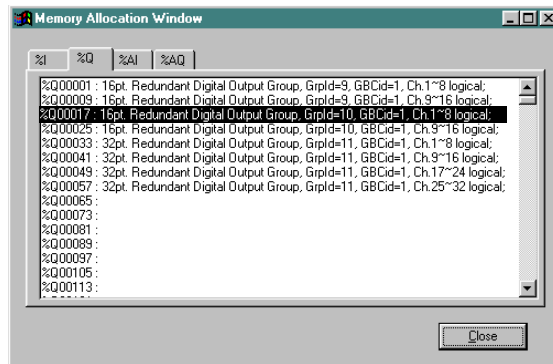 Memory Allocation Window
%I %Q %AI %AQ
%Q00001 : 16pt. Redundant Digital Output Group, GrpId=9, GBCid=1, Ch.1~8 logical;
%Q00009 : 16pt. Redundant Digital Output Group, GrpId=9, GBCid=1, Ch.9~16 logical;
%Q00017 : 16pt. Redundant Digital Output Group, GrpId=10, GBCid=1, Ch.1~8 logical;
%Q00025 : 16pt. Redundant Digital Output Group, GrpId=10, GBCid=1, Ch.9~16 logical;
%Q00033 : 32pt. Redundant Digital Output Group, GrpId=11, GBCid=1, Ch.1~8 logical;
%Q00041 : 32pt. Redundant Digital Output Group, GrpId=11, GBCid=1, Ch.9~16 logical;
%Q00049 : 32pt. Redundant Digital Output Group, GrpId=11, GBCid=1, Ch.17~24 logical;
%Q00057 : 32pt. Redundant Digital Output Group, GrpId=11, GBCid=1, Ch.25~32 logical;
%Q00065 :
%Q00073 :
%Q00081 :
%Q00089 :
%Q00097 :
%Q00105 :
%Q00113 :
Close